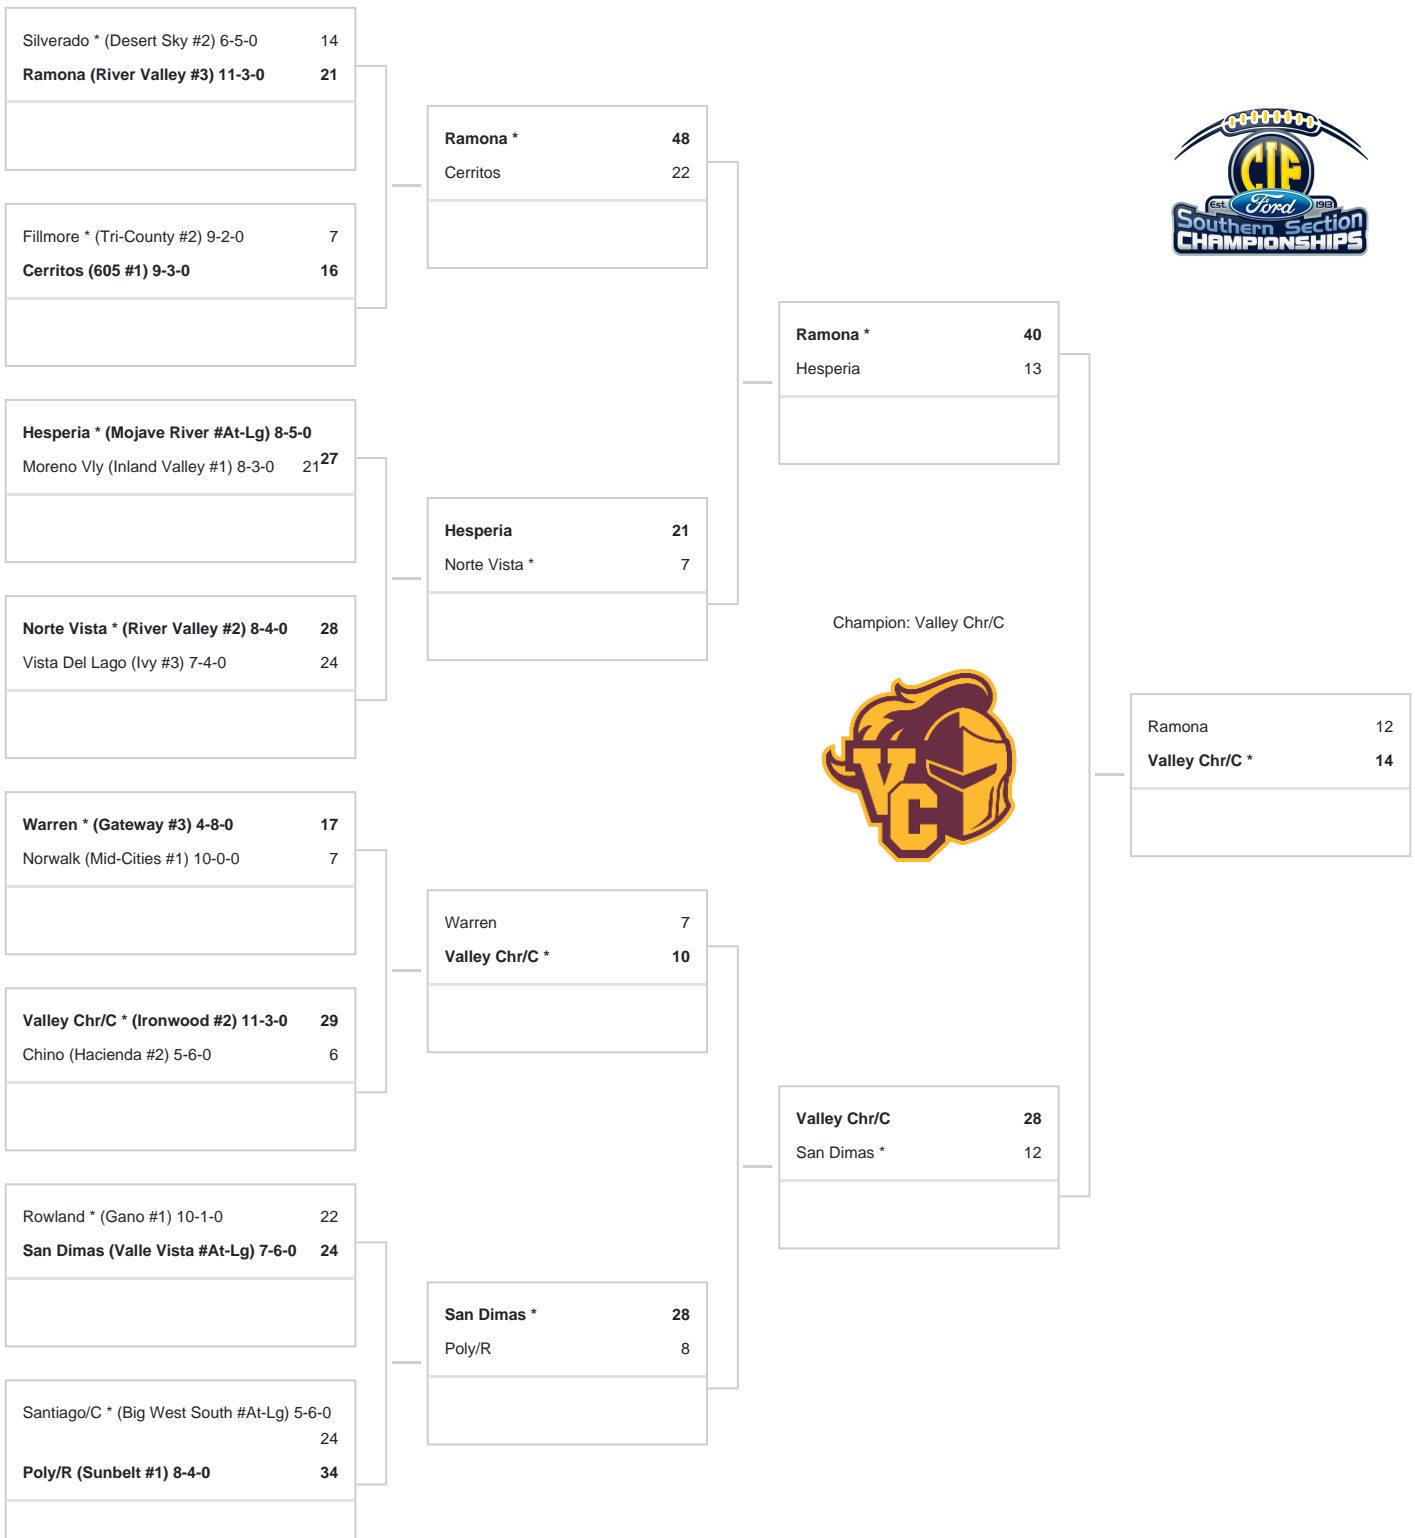 Silverado * (Desert Sky #2) 6-5-0 14
Ramona (River Valley #3) 11-3-0 21
Fillmore * (Tri-County #2) 9-2-0 7
Cerritos (605 #1) 9-3-0 16
Hesperia * (Mojave River #At-Lg) 8-5-0
27
Moreno Vly (Inland Valley #1) 8-3-0 21
Norte Vista * (River Valley #2) 8-4-0 28
Vista Del Lago (Ivy #3) 7-4-0 24
Warren * (Gateway #3) 4-8-0 17
Norwalk (Mid-Cities #1) 10-0-0 7
Valley Chr/C * (Ironwood #2) 11-3-0 29
Chino (Hacienda #2) 5-6-0 6
Rowland * (Gano #1) 10-1-0 22
San Dimas (Valle Vista #At-Lg) 7-6-0 24
Santiago/C * (Big West South #At-Lg) 5-6-0
24
Poly/R (Sunbelt #1) 8-4-0 34
Ramona * 48
Cerritos 22
Hesperia 21
Norte Vista * 7
Warren 7
Valley Chr/C * 10
San Dimas * 28
Poly/R 8
Ramona * 40
Hesperia 13
Valley Chr/C 28
San Dimas * 12
Champion: Valley Chr/C
VC
CIF
Est. Ford 1913
Southern Section
CHAMPIONSHIPS
Ramona 12
Valley Chr/C * 14